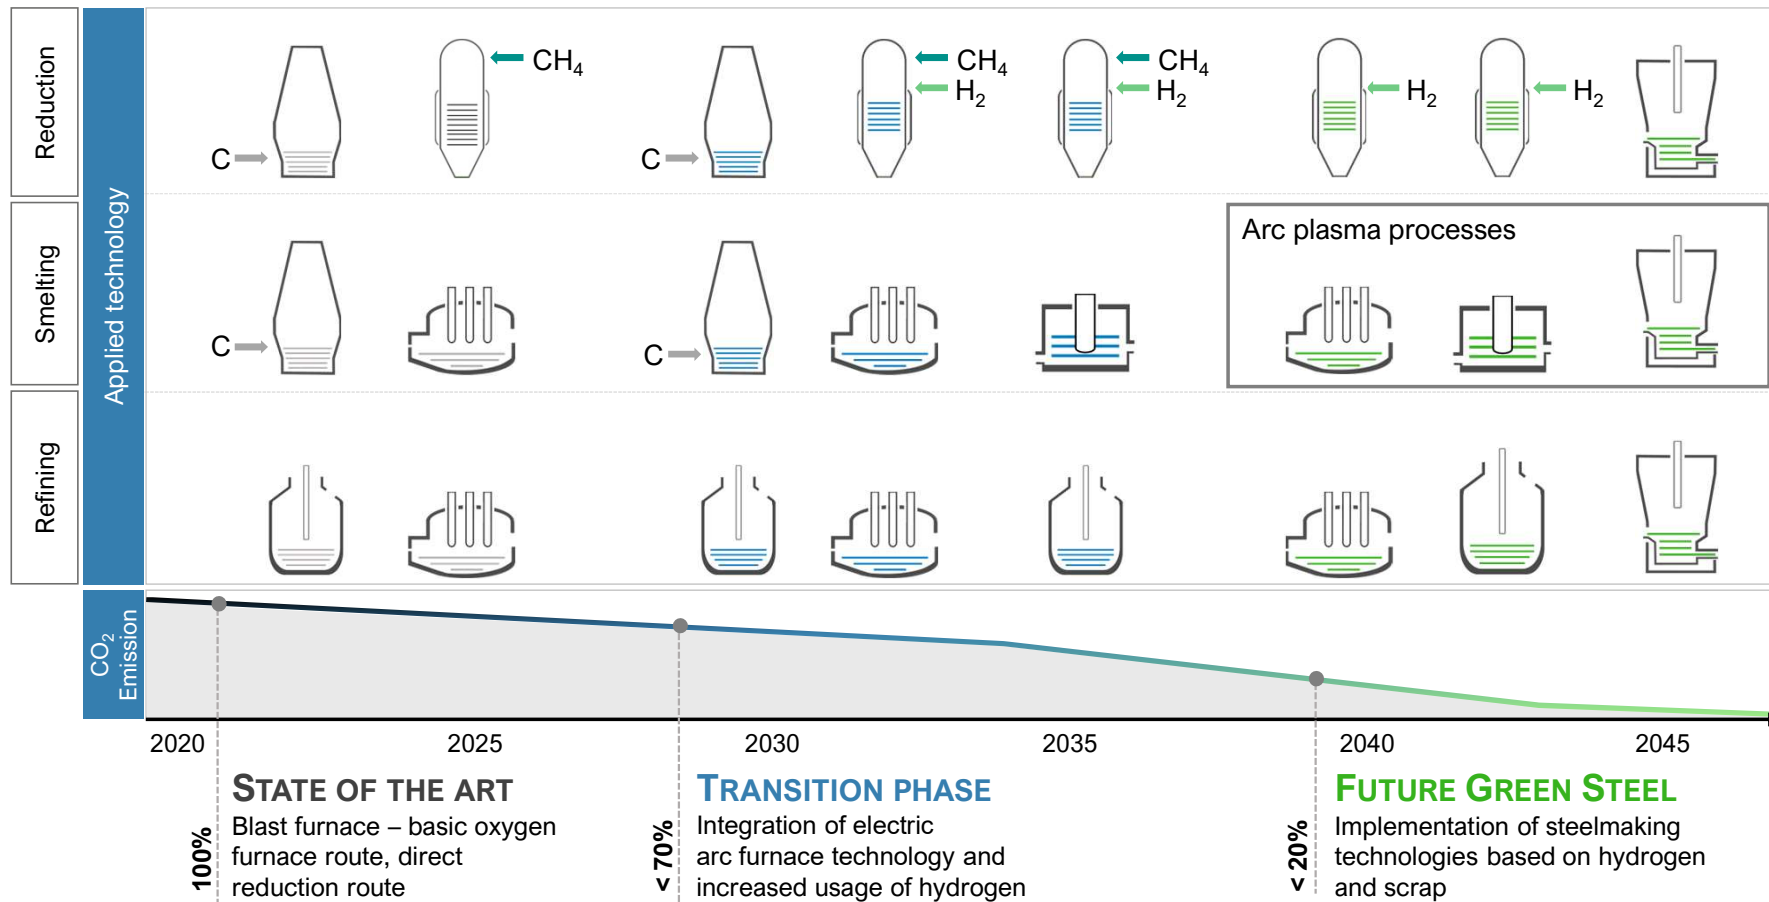 Reduction
Smelting
Refining
Applied technology
CH₄
C
C
CH₄
H₂
CH₄
H₂
H₂
H₂
C
C
Arc plasma processes
CO₂
Emission
2020
2025
2030
2035
2040
2045
100%
STATE OF THE ART
Blast furnace – basic oxygen
furnace route, direct
reduction route
< 70%
TRANSITION PHASE
Integration of electric
arc furnace technology and
increased usage of hydrogen
< 20%
FUTURE GREEN STEEL
Implementation of steelmaking
technologies based on hydrogen
and scrap